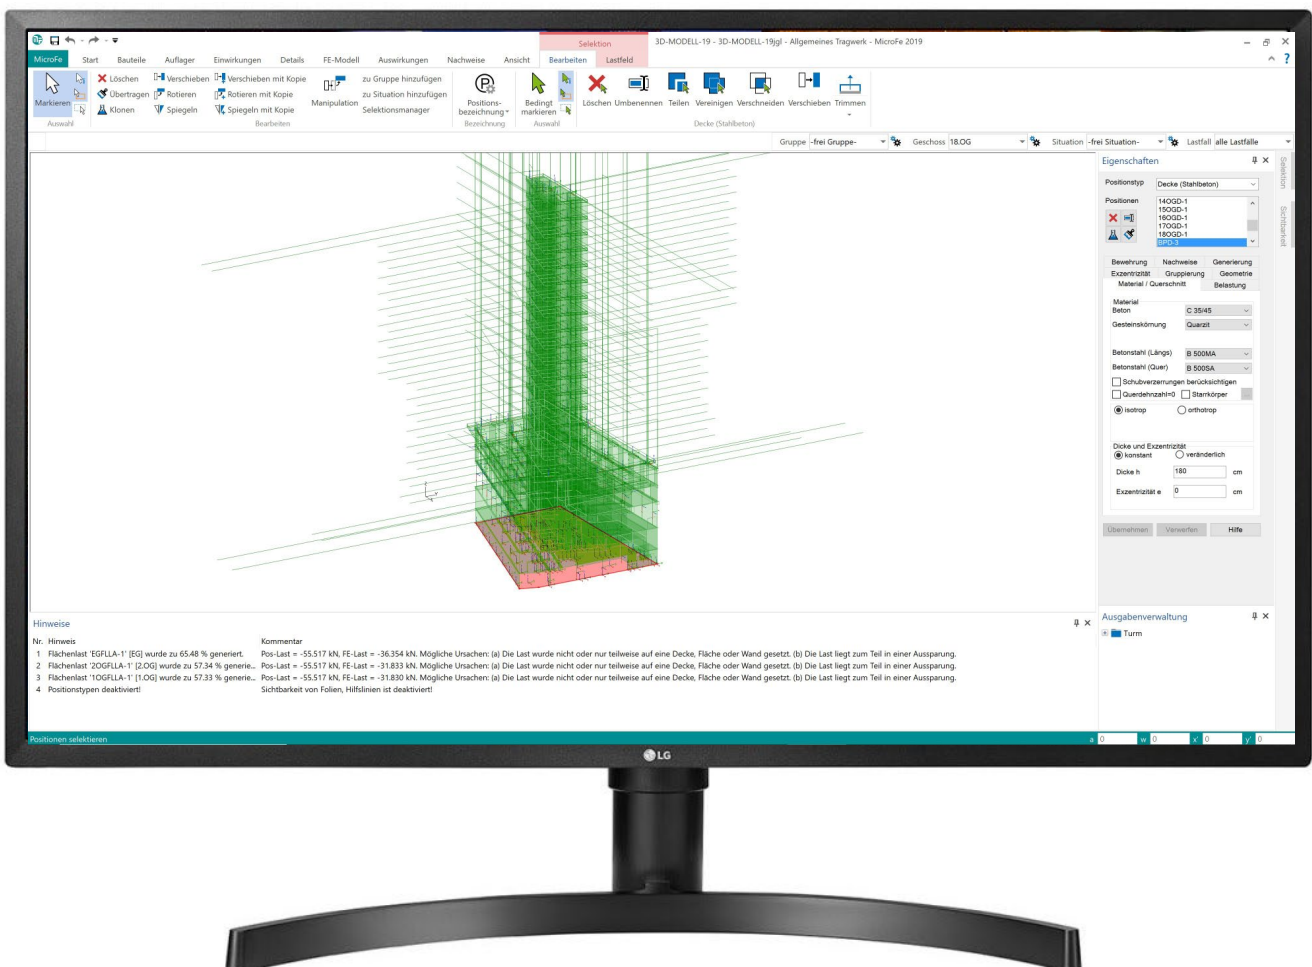 Selektion
3D-MODELL-19 - 3D-MODELL-19jgl - Allgemeines Tragwerk - MicroFe 2019
MicroFe Start Bauteile Auflager Einwirkungen Details FE-Modell Auswirkungen Nachweise Ansicht Bearbeiten Lastfeld
Löschen Verschieben Verschieben mit Kopie zu Gruppe hinzufügen
Übertragen Rotieren Rotieren mit Kopie zu Situation hinzufügen
Klonen Spiegeln Spiegeln mit Kopie Selektionsmanager
Markieren Manipulation Positions-bezeichnung Bedingt markieren Löschen Umbenennen Teilen Vereinigen Verschneiden Verschieben Trimmen
Auswahl Bearbeiten Bezeichnung Auswahl Decke (Stahlbeton)
Gruppe -frei Gruppe- Geschoss 18.OG Situation -frei Situation- Lastfall alle Lastfälle
Eigenschaften
Selektion
Sichtbarkeit
Positionstyp Decke (Stahlbeton)
Positionen 14OGD-1
15OGD-1
16OGD-1
17OGD-1
18OGD-1
BPD-3
Bewehrung Nachweise Generierung
Exzentrizität Gruppierung Geometrie
Material / Querschnitt Belastung
Material
Beton C 35/45
Gesteinskörnung Quarzit
Betonstahl (Längs) B 500MA
Betonstahl (Quer) B 500SA
Schubverzerrungen berücksichtigen
Querdehnzahl=0 Starrkörper
isotrop orthotrop
Dicke und Exzentrizität
konstant veränderlich
Dicke h 180 cm
Exzentrizität e 0 cm
Übernehmen Verwerfen Hilfe
Hinweise
Nr. Hinweis Kommentar
1 Flächenlast 'EGFLLA-1' [EG] wurde zu 65.48 % generiert. Pos-Last = -55.517 kN, FE-Last = -36.354 kN. Mögliche Ursachen: (a) Die Last wurde nicht oder nur teilweise auf eine Decke, Fläche oder Wand gesetzt. (b) Die Last liegt zum Teil in einer Aussparung.
2 Flächenlast '2OGFLLA-1' [2.OG] wurde zu 57.34 % generie... Pos-Last = -55.517 kN, FE-Last = -31.833 kN. Mögliche Ursachen: (a) Die Last wurde nicht oder nur teilweise auf eine Decke, Fläche oder Wand gesetzt. (b) Die Last liegt zum Teil in einer Aussparung.
3 Flächenlast '1OGFLLA-1' [1.OG] wurde zu 57.33 % generie... Pos-Last = -55.517 kN, FE-Last = -31.830 kN. Mögliche Ursachen: (a) Die Last wurde nicht oder nur teilweise auf eine Decke, Fläche oder Wand gesetzt. (b) Die Last liegt zum Teil in einer Aussparung.
4 Positionstypen deaktiviert! Sichtbarkeit von Folien, Hilfslinien ist deaktiviert!
Ausgabenverwaltung
Turm
Positionen selektieren a 0 w 0 x' 0 y' 0
LG